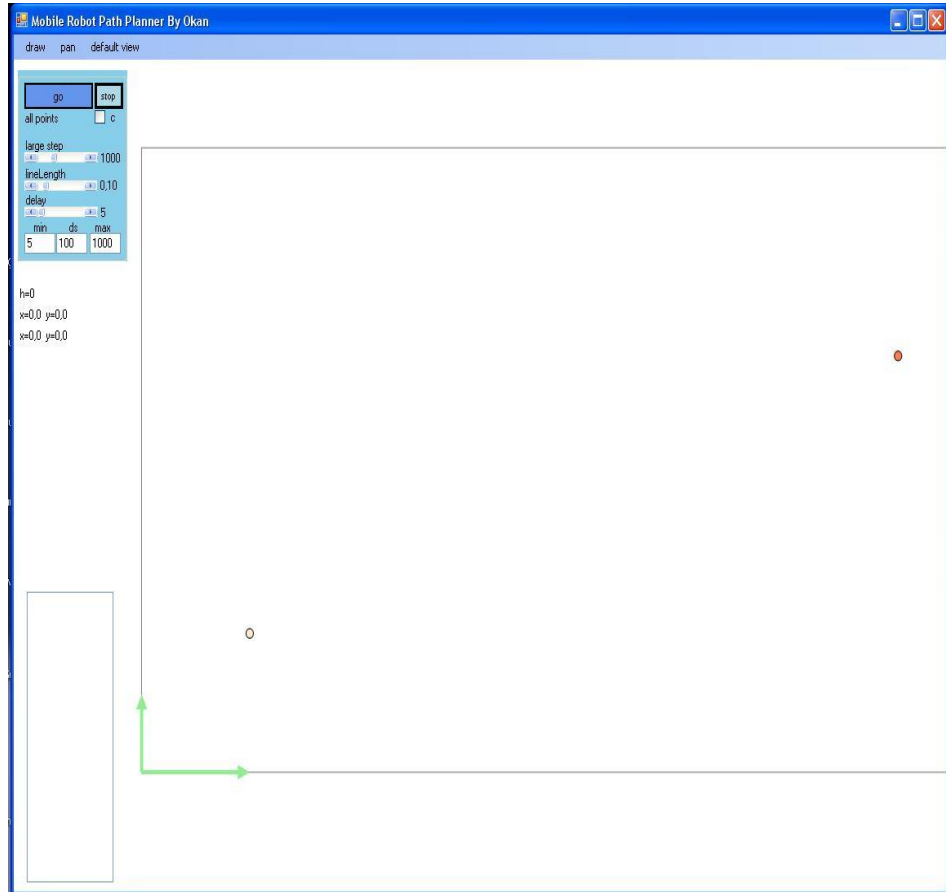 Mobile Robot Path Planner By Okan
draw pan default view
go stop
all points c
large step
1000
lineLength
0,10
delay
5
min ds max
5 100 1000
h=0
x=0,0 y=0,0
x=0,0 y=0,0